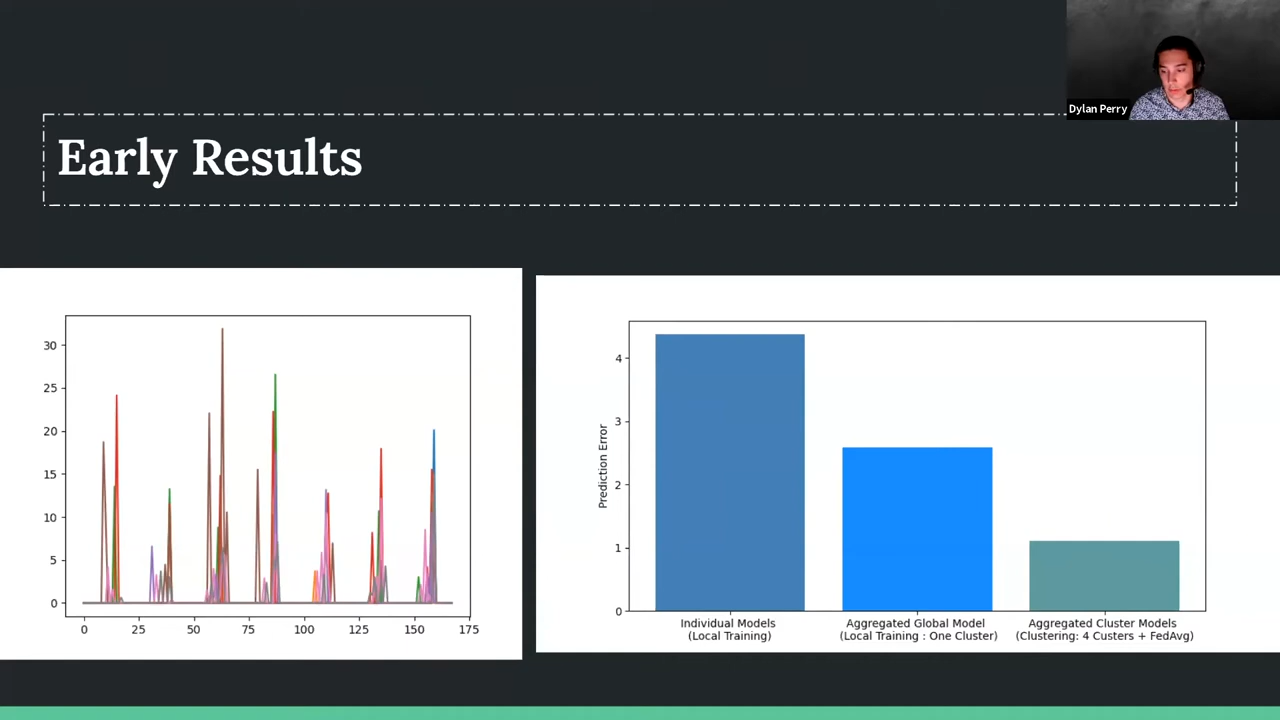 Dylan Perry
Early Results
30
25
20
15
10
5
0
0 25 50 75 100 125 150 175
4
3
2
1
0
Prediction Error
Individual Models
(Local Training)
Aggregated Global Model
(Local Training : One Cluster)
Aggregated Cluster Models
(Clustering: 4 Custers + FedAvg)